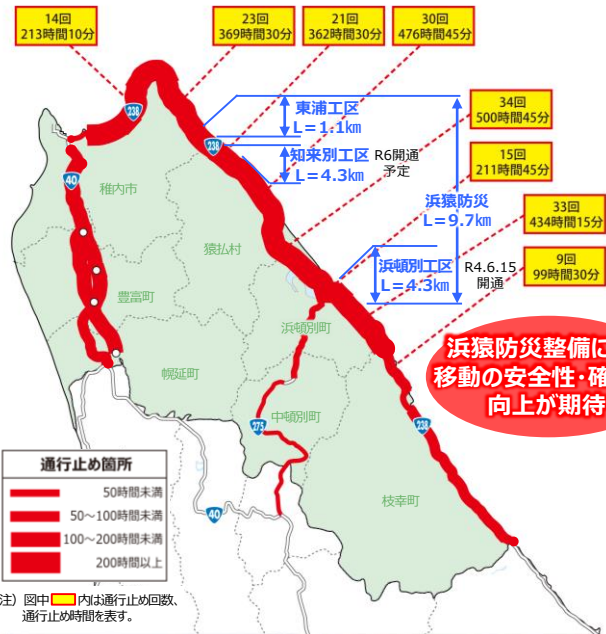 14回
213時間10分
23回
369時間30分
21回
362時間30分
30回
476時間45分
34回
500時間45分
15回
211時間45分
33回
434時間15分
9回
99時間30分
東浦工区
L=1.1㎞
知来別工区
L=4.3㎞
R6開通
予定
浜猿防災
L=9.7㎞
浜頓別工区
L=4.3㎞
R4.6.15
開通
238
238
40
稚内市
猿払村
豊富町
浜頓別町
幌延町
中頓別町
275
238
枝幸町
40
浜猿防災整備に
移動の安全性・確
向上が期待
通行止め箇所
50時間未満
50～100時間未満
100～200時間未満
200時間以上
注）図中 内は通行止め回数、
通行止め時間を表す。